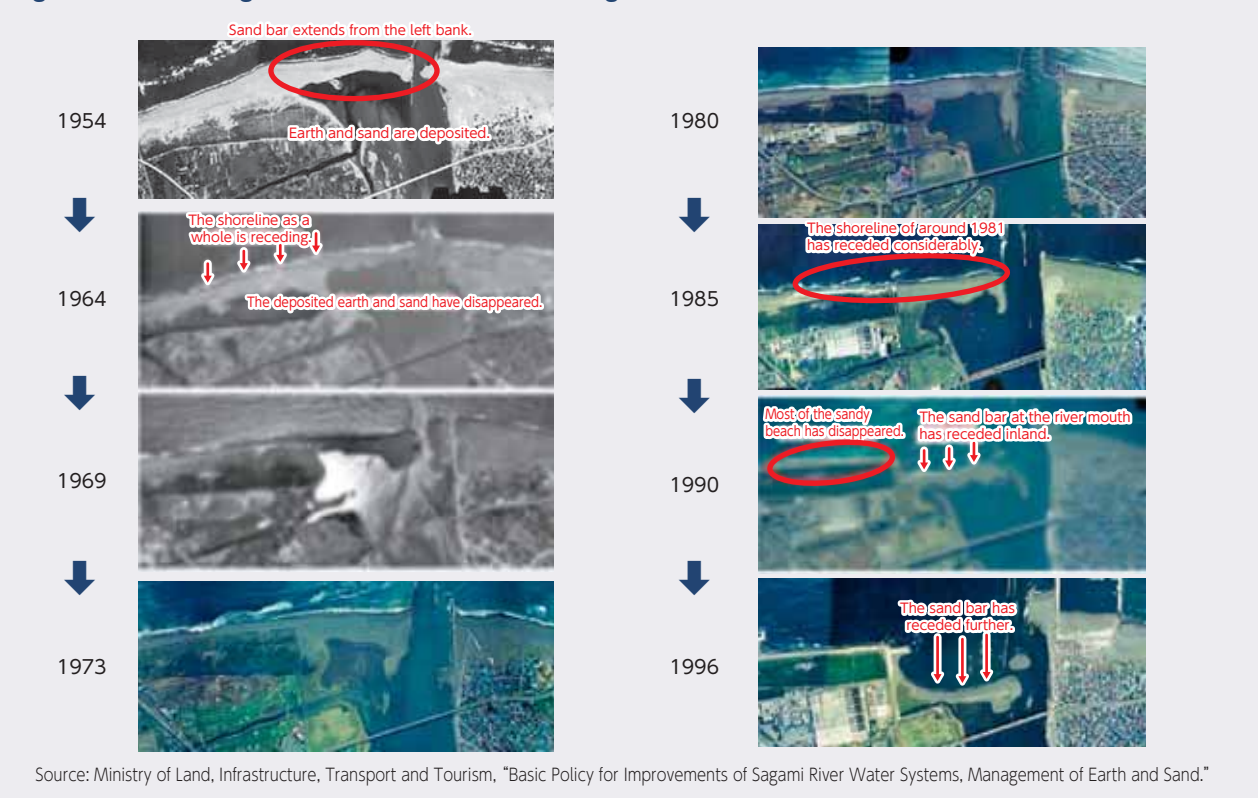 1954
Sand bar extends from the left bank.
Earth and sand are deposited.
1964
The shoreline as a
whole is receding.
The deposited earth and sand have disappeared.
1969
1973
1980
1985
The shoreline of around 1981
has receded considerably.
1990
Most of the sandy
beach has disappeared.
The sand bar at the river mouth
has receded inland.
1996
The sand bar has
receded further.
Source: Ministry of Land, Infrastructure, Transport and Tourism, “Basic Policy for Improvements of Sagami River Water Systems, Management of Earth and Sand.”